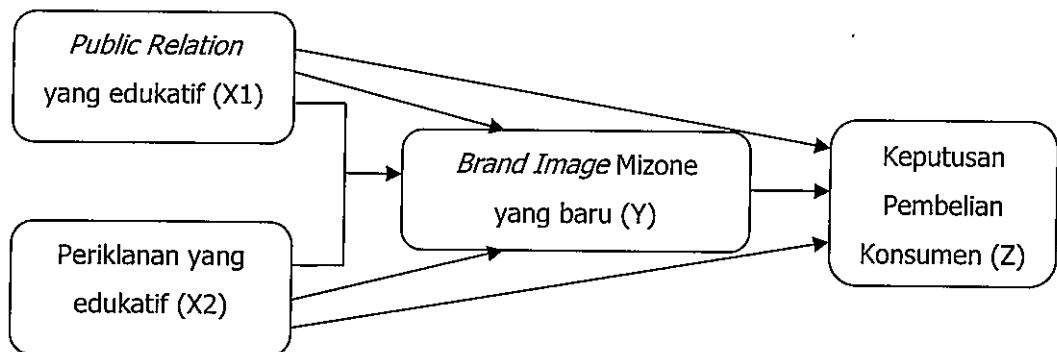 Public Relation
yang edukatif (X1)
Brand Image Mizone
yang baru (Y)
Keputusan
Pembelian
Konsumen (Z)
Periklanan yang
edukatif (X2)